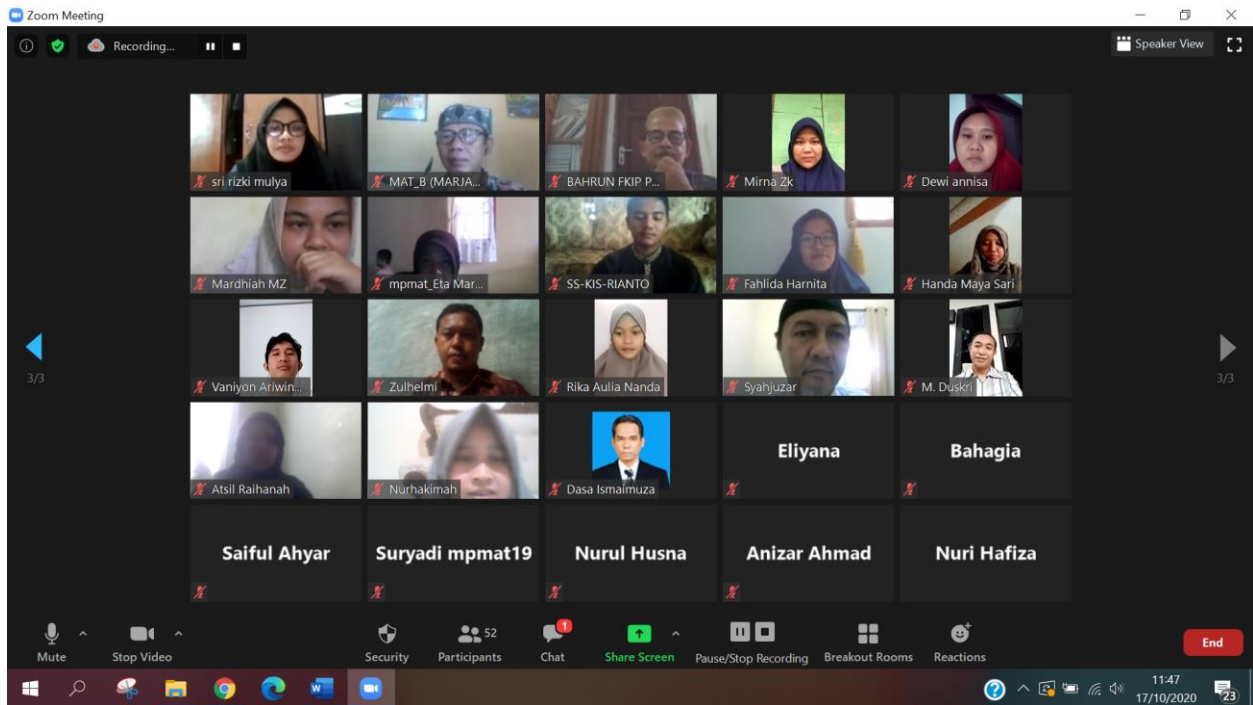 Zoom Meeting
Recording...
Speaker View
sri rizki mulya
MAT_B (MARJA...
BAHRUN FKIP P...
Mirna Zk
Dewi annisa
Mardhiah MZ
mpmat_Eta Mar...
SS-KIS-RIANTO
Fahlida Harnita
Handa Maya Sari
3/3
3/3
Vaniyon Ariwin...
Zulhelmi
Rika Aulia Nanda
Syahjuzar
M. Duskri
Atsil Raihanah
Nurhakimah
Dasa Ismaimuza
Eliyana
Bahagia
Saiful Ahyar
Suryadi mpmat19
Nurul Husna
Anizar Ahmad
Nuri Hafiza
Mute
Stop Video
Security
52
Participants
1
Chat
Share Screen
Pause/Stop Recording
Breakout Rooms
Reactions
End
11:47
17/10/2020
23